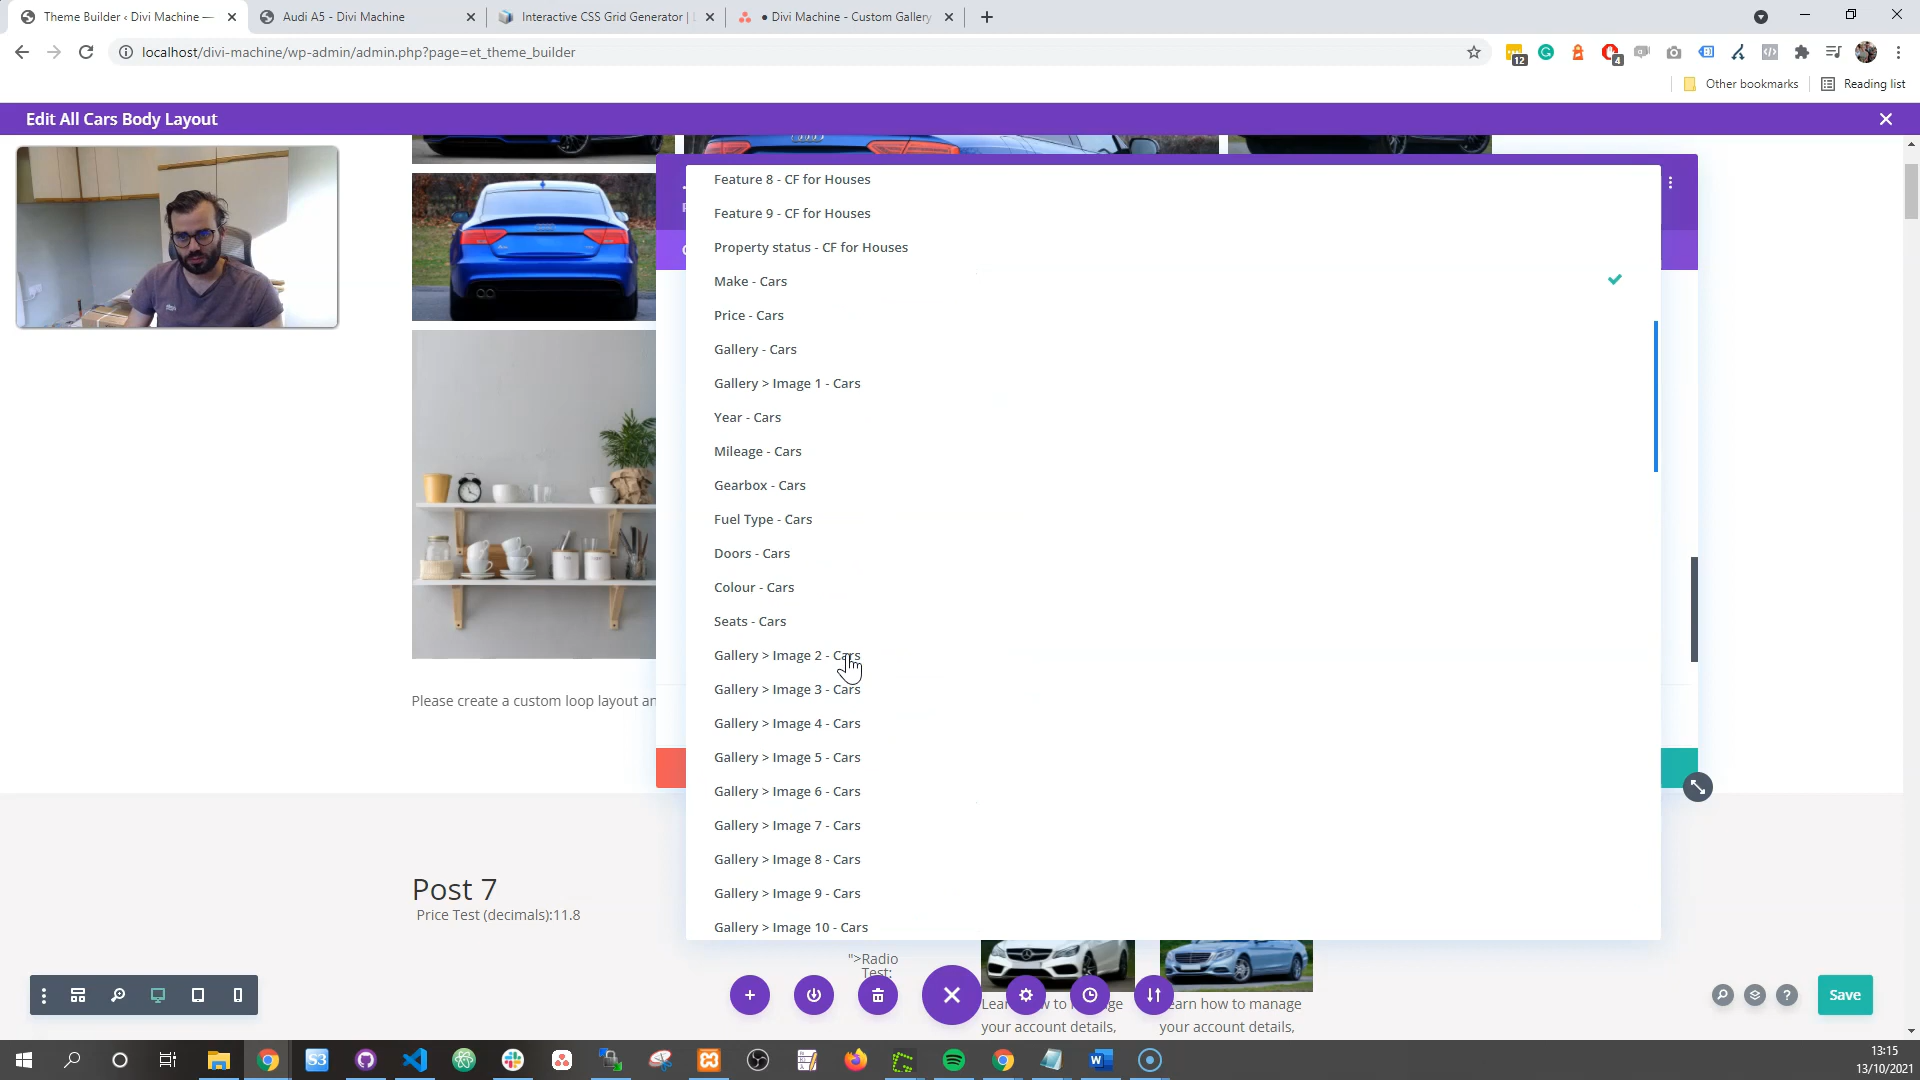 Theme Builder ‹ Divi Machine —
Audi A5 - Divi Machine
Interactive CSS Grid Generator |
• Divi Machine - Custom Gallery
localhost/divi-machine/wp-admin/admin.php?page=et_theme_builder
12
4
Other bookmarks
Reading list
Edit All Cars Body Layout
Feature 8 - CF for Houses
Feature 9 - CF for Houses
Property status - CF for Houses
Make - Cars
Price - Cars
Gallery - Cars
Gallery > Image 1 - Cars
Year - Cars
Mileage - Cars
Gearbox - Cars
Fuel Type - Cars
Doors - Cars
Colour - Cars
Seats - Cars
Gallery > Image 2 - Cars
Gallery > Image 3 - Cars
Gallery > Image 4 - Cars
Gallery > Image 5 - Cars
Gallery > Image 6 - Cars
Gallery > Image 7 - Cars
Gallery > Image 8 - Cars
Gallery > Image 9 - Cars
Gallery > Image 10 - Cars
Please create a custom loop layout an
Post 7
Price Test (decimals):11.8
">Radio
Test:
to
your account details,
earn how to manage
your account details,
Save
13:15
13/10/2021